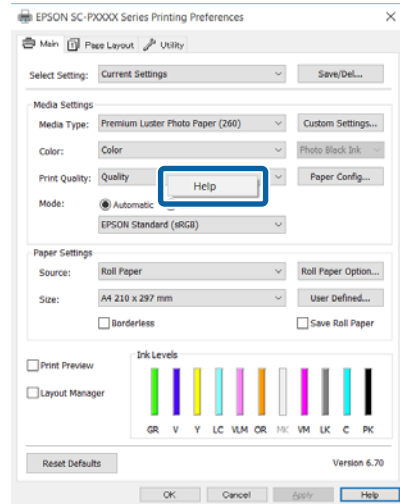 EPSON SC-PXXXX Series Printing Preferences
Main Page Layout Utility
Select Setting: Current Settings Save/Del...
Media Settings
Media Type: Premium Luster Photo Paper (260) Custom Settings...
Color: Color Photo Black Ink
Print Quality: Quality Paper Config...
Help
Mode: Automatic
EPSON Standard (sRGB)
Paper Settings
Source: Roll Paper Roll Paper Option...
Size: A4 210 x 297 mm User Defined...
Borderless Save Roll Paper
Print Preview
Layout Manager
Ink Levels
GR V Y LC VLM OR MK VM LK C PK
Reset Defaults Version 6.70
OK Cancel Apply Help